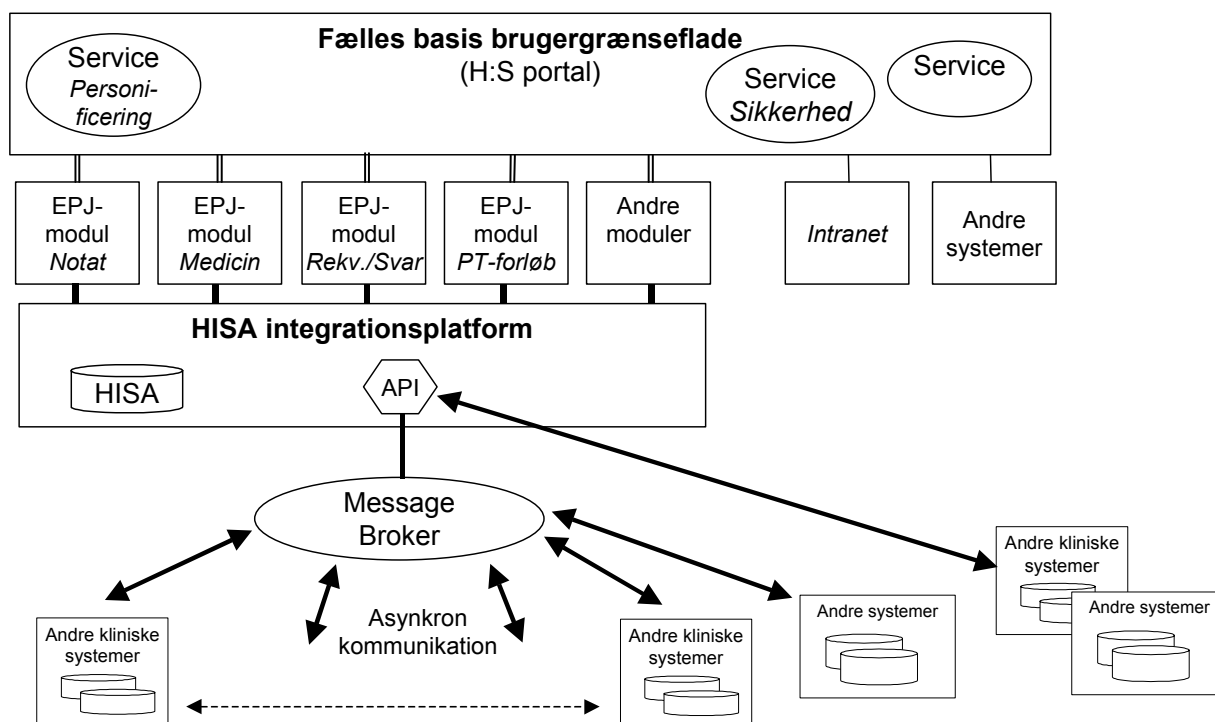 Fælles basis brugergrænseflade
(H:S portal)
Service
Personi-
ficering
Service
Sikkerhed
Service
EPJ-
modul
Notat
EPJ-
modul
Medicin
EPJ-
modul
Rekv./Svar
EPJ-
modul
PT-forløb
Andre
moduler
Intranet
Andre
systemer
HISA integrationsplatform
HISA
API
Message
Broker
Asynkron
kommunikation
Andre kliniske
systemer
Andre kliniske
systemer
Andre systemer
Andre kliniske
systemer
Andre systemer